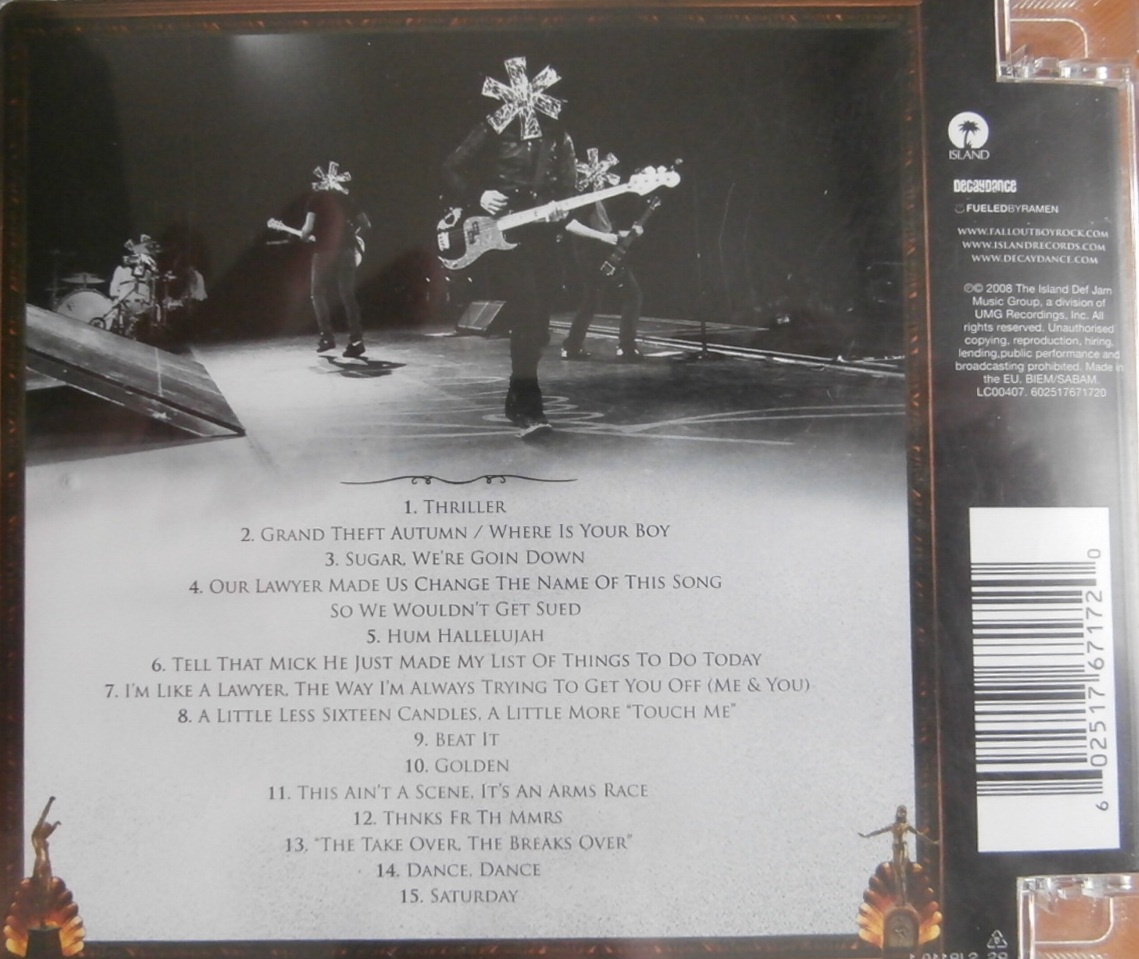 1. THRILLER
2. GRAND THEFT AUTUMN / WHERE IS YOUR BOY
3. SUGAR, WE'RE GOIN DOWN
4. OUR LAWYER MADE US CHANGE THE NAME OF THIS SONG
SO WE WOULDN'T GET SUED
5. HUM HALLELUJAH
6. TELL THAT MICK HE JUST MADE MY LIST OF THINGS TO DO TODAY
7. I'M LIKE A LAWYER, THE WAY I'M ALWAYS TRYING TO GET YOU OFF (ME & YOU)
8. A LITTLE LESS SIXTEEN CANDLES, A LITTLE MORE "TOUCH ME"
9. BEAT IT
10. GOLDEN
11. THIS AIN'T A SCENE, IT'S AN ARMS RACE
12. THNKS FR TH MMRS
13. "THE TAKE OVER, THE BREAKS OVER"
14. DANCE, DANCE
15. SATURDAY
ISLAND
DECAYDANCE
FUELEDBYRAMEN
WWW.FALLOUTBOYROCK.COM
WWW.ISLANDRECORDS.COM
WWW.DECAYDANCE.COM
℗© 2008 The Island Def Jam
Music Group, a division of
UMG Recordings, Inc. All
rights reserved. Unauthorised
copying, reproduction, hiring,
lending,public performance and
broadcasting prohibited. Made in
the EU. BIEM/SABAM.
LC00407. 602517671720
6 02517 67172 0